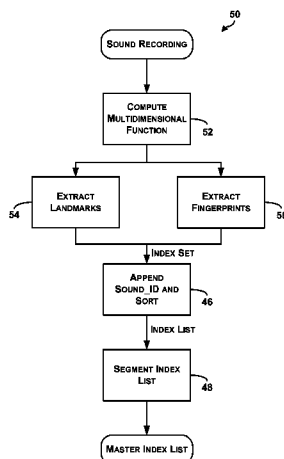 50
SOUND RECORDING
COMPUTE
MULTIDIMENSIONAL
FUNCTION
52
EXTRACT
LANDMARKS
54
EXTRACT
FINGERPRINTS
INDEX SET
APPEND
SOUND_ID AND
SORT
46
INDEX LIST
SEGMENT INDEX
LIST
48
MASTER INDEX LIST